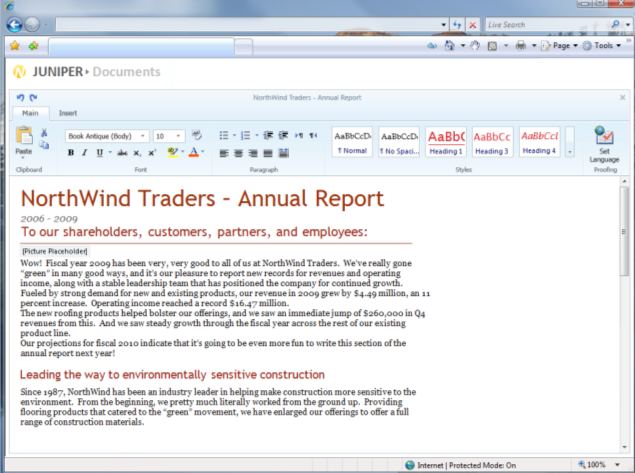 Live Search
Page
Tools
JUNIPER Documents
NorthWind Traders - Annual Report
Main Insert
Paste
Book Antique (Body) 10
B I U abc x, x'
AaBbCcD AaBbCcD AaBbC AaBbCc AaBbCcI
¶ Normal ¶ No Spaci... Heading 1 Heading 3 Heading 4
Set Language
Clipboard Font Paragraph Styles Proofing
NorthWind Traders - Annual Report
2006 - 2009
To our shareholders, customers, partners, and employees:
[Picture Placeholder]
Wow! Fiscal year 2009 has been very, very good to all of us at NorthWind Traders. We've really gone
"green" in many good ways, and it's our pleasure to report new records for revenues and operating
income, along with a stable leadership team that has positioned the company for continued growth.
Fueled by strong demand for new and existing products, our revenue in 2009 grew by $4.49 million, an 11
percent increase. Operating income reached a record $16.47 million.
The new roofing products helped bolster our offerings, and we saw an immediate jump of $260,000 in Q4
revenues from this. And we saw steady growth through the fiscal year across the rest of our existing
product line.
Our projections for fiscal 2010 indicate that it's going to be even more fun to write this section of the
annual report next year!
Leading the way to environmentally sensitive construction
Since 1987, NorthWind has been an industry leader in helping make construction more sensitive to the
environment. From the beginning, we pretty much literally worked from the ground up. Providing
flooring products that catered to the "green" movement, we have enlarged our offerings to offer a full
range of construction materials.
Internet | Protected Mode: On
100%